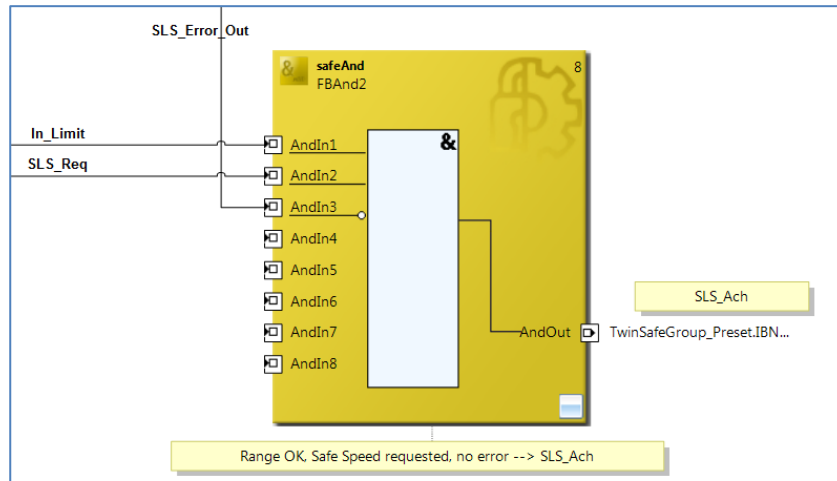 SLS_Error_Out
safeAnd
8
FBAnd2
In_Limit
&
AndIn1
SLS_Req
AndIn2
AndIn3
AndIn4
AndIn5
AndIn6
SLS_Ach
AndIn7
AndOut
TwinSafeGroup_Preset.IBN...
AndIn8
Range OK, Safe Speed requested, no error --> SLS_Ach